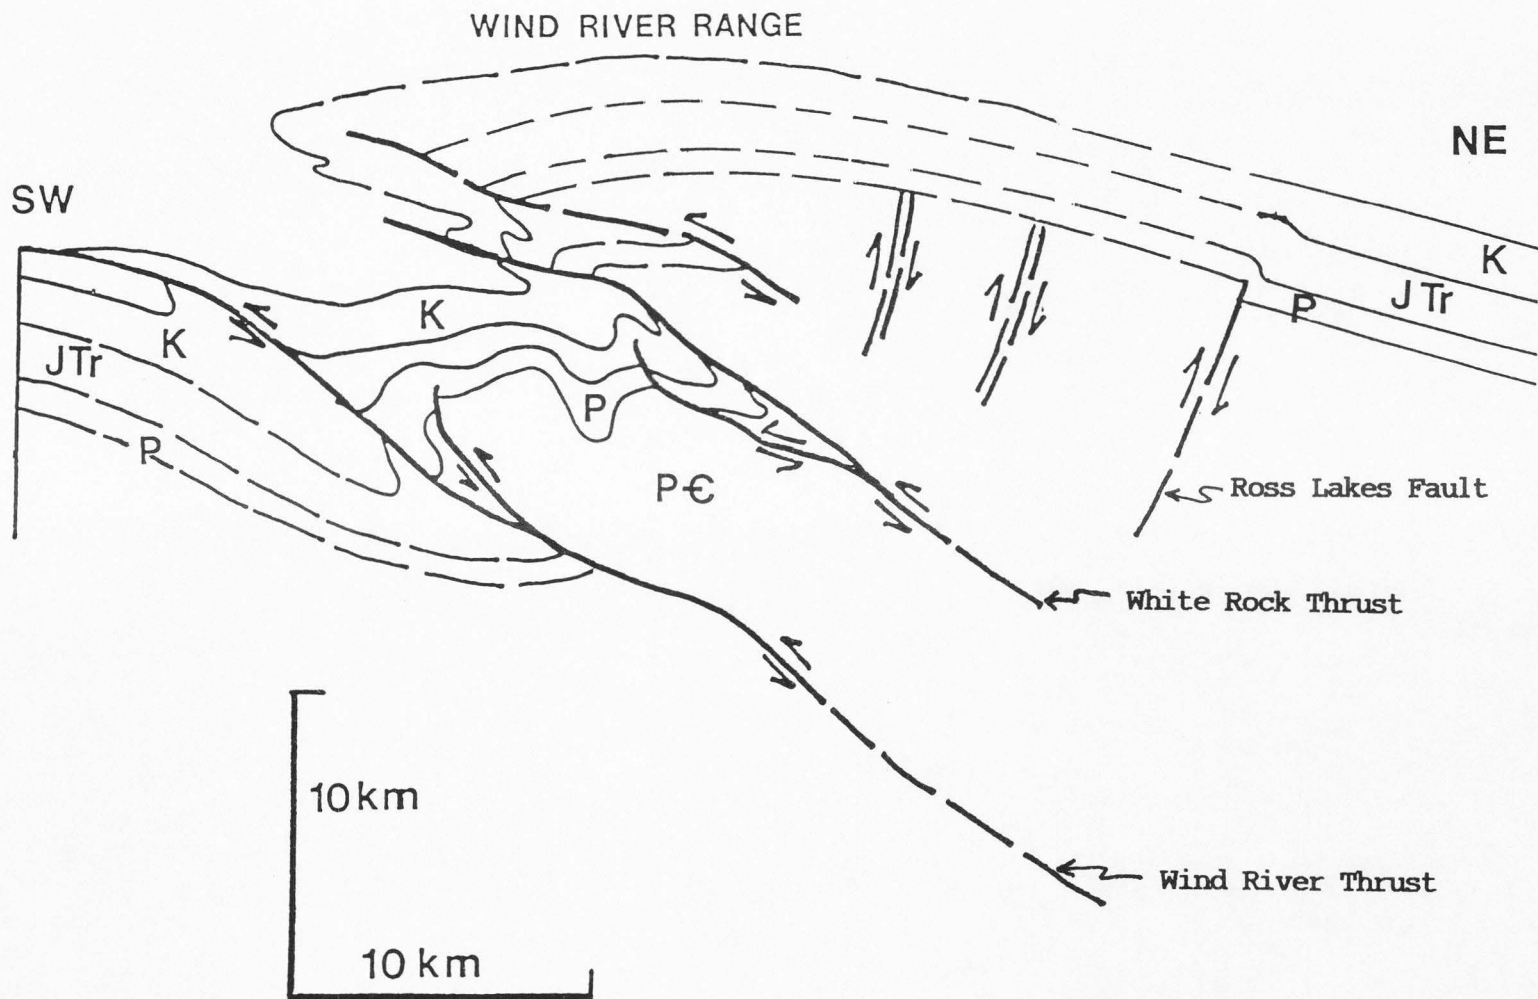 WIND RIVER RANGE
NE
SW
K
JTr
P
K
K
JTr
P
P
P-Є
Ross Lakes Fault
White Rock Thrust
Wind River Thrust
10 km
10 km